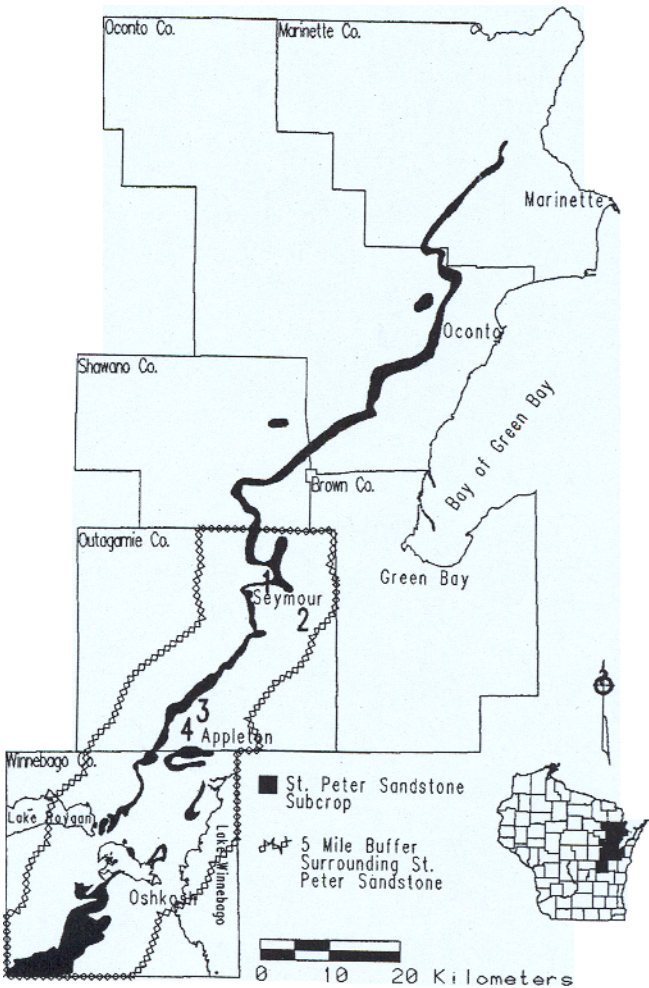 Oconto Co.
Marinette Co.
Marinette
Oconto
Shawano Co.
Bay of Green Bay
Brown Co.
Outagamie Co.
Green Bay
1
Seymour
2
3
4
Appleton
Winnebago Co.
St. Peter Sandstone
Subcrop
Lake Poygan
Lake Winnebago
5 Mile Buffer
Surrounding St.
Peter Sandstone
Oshkosh
0 10 20 Kilometers